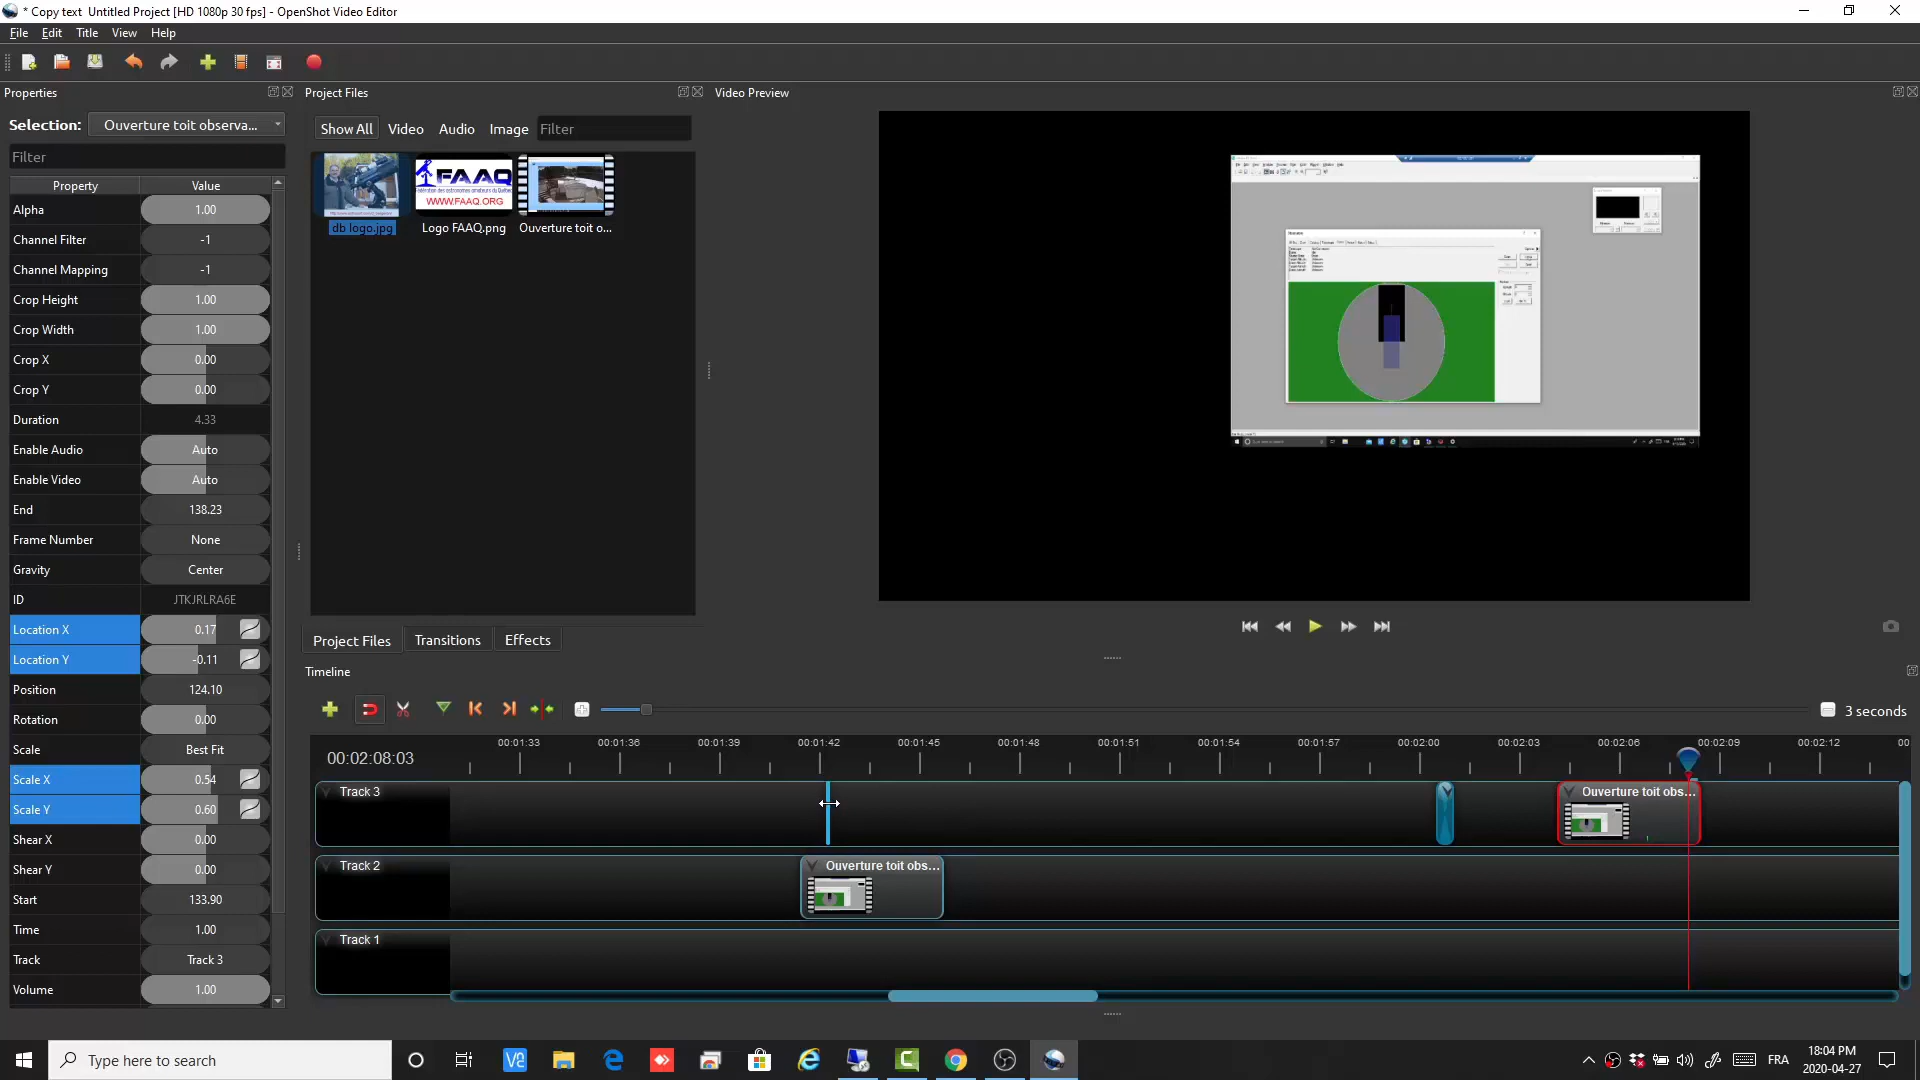 * Copy text  Untitled Project [HD 1080p 30 fps] - OpenShot Video Editor
File Edit Title View Help
Properties
Project Files
Video Preview
Selection: Ouverture toit observa...
Show All Video Audio Image Filter
Filter
Property Value
Alpha 1.00
Channel Filter -1
Channel Mapping -1
Crop Height 1.00
Crop Width 1.00
Crop X 0.00
Crop Y 0.00
Duration 4.33
Enable Audio Auto
Enable Video Auto
End 138.23
Frame Number None
Gravity Center
ID JTKJRLRA6E
Location X 0.17
Location Y -0.11
Position 124.10
Rotation 0.00
Scale Best Fit
Scale X 0.54
Scale Y 0.60
Shear X 0.00
Shear Y 0.00
Start 133.90
Time 1.00
Track Track 3
Volume 1.00
FAAQ
Fédération des astronomes amateurs du Québec
WWW.FAAQ.ORG
db logo.jpg Logo FAAQ.png Ouverture toit o...
Project Files Transitions Effects
Timeline
3 seconds
00:02:08:03
00:01:33 00:01:36 00:01:39 00:01:42 00:01:45 00:01:48 00:01:51 00:01:54 00:01:57 00:02:00 00:02:03 00:02:06 00:02:09 00:02:12 00
Track 3
Ouverture toit obs...
Track 2
Ouverture toit obs...
Track 1
Type here to search
FRA
18:04 PM
2020-04-27